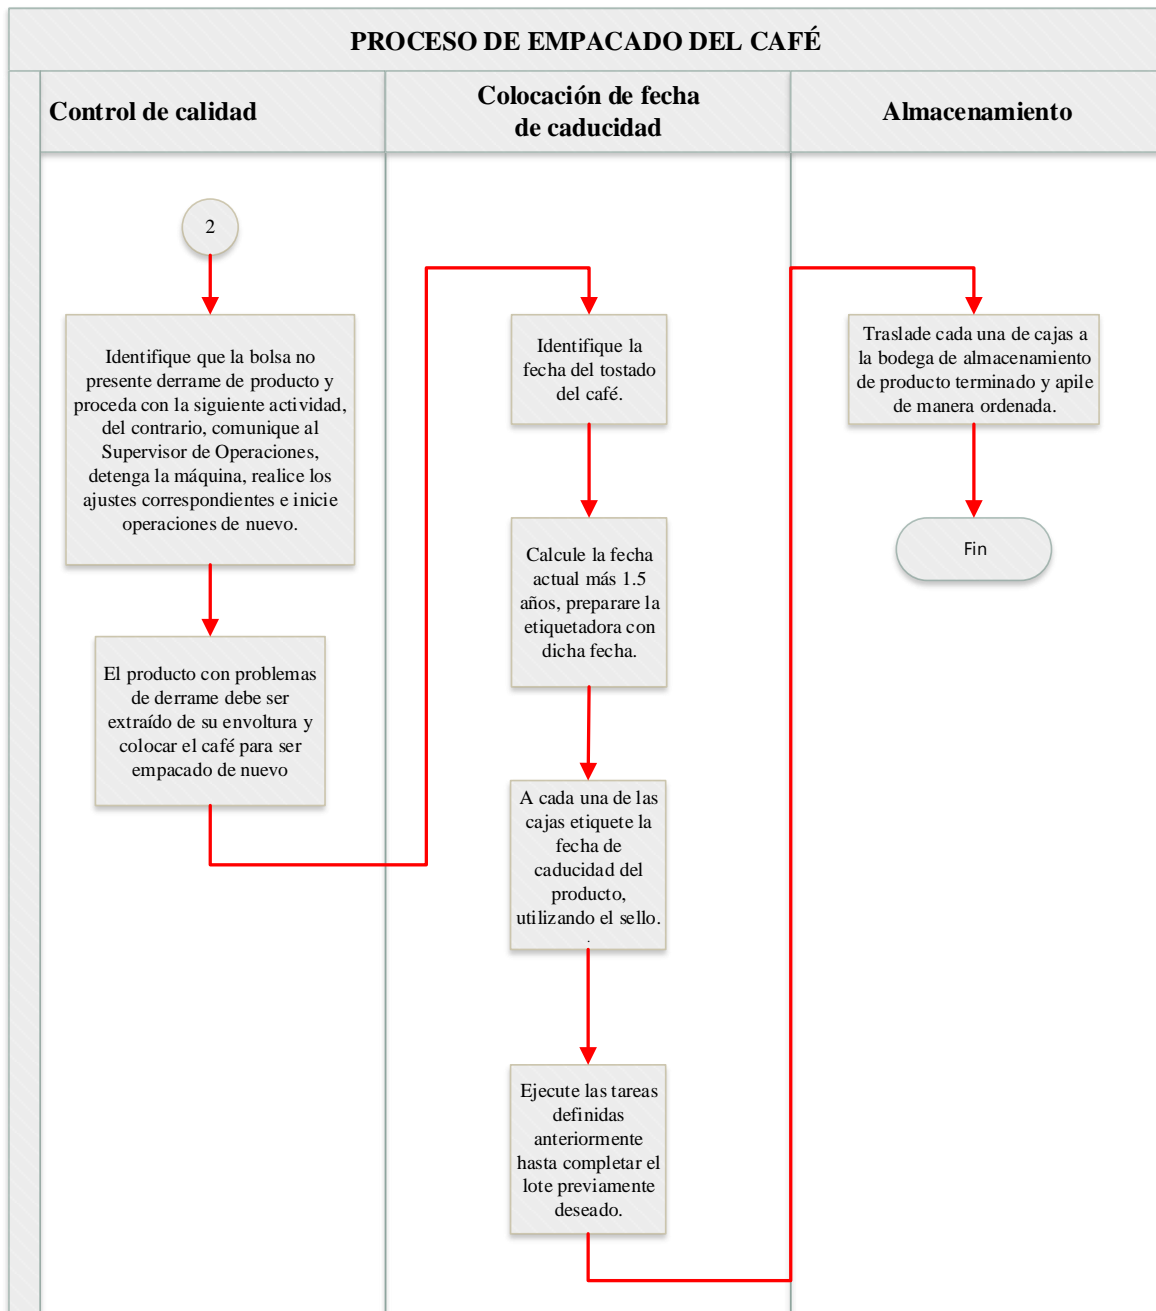 PROCESO DE EMPACADO DEL CAFÉ
Control de calidad
Colocación de fecha
de caducidad
Almacenamiento
2
Identifique que la bolsa no
presente derrame de producto y
proceda con la siguiente actividad,
del contrario, comunique al
Supervisor de Operaciones,
detenga la máquina, realice los
ajustes correspondientes e inicie
operaciones de nuevo.
El producto con problemas
de derrame debe ser
extraído de su envoltura y
colocar el café para ser
empacado de nuevo
Identifique la
fecha del tostado
del café.
Calcule la fecha
actual más 1.5
años, preparare la
etiquetadora con
dicha fecha.
A cada una de las
cajas etiquete la
fecha de
caducidad del
producto,
utilizando el sello.
.
Ejecute las tareas
definidas
anteriormente
hasta completar el
lote previamente
deseado.
Traslade cada una de cajas a
la bodega de almacenamiento
de producto terminado y apile
de manera ordenada.
Fin